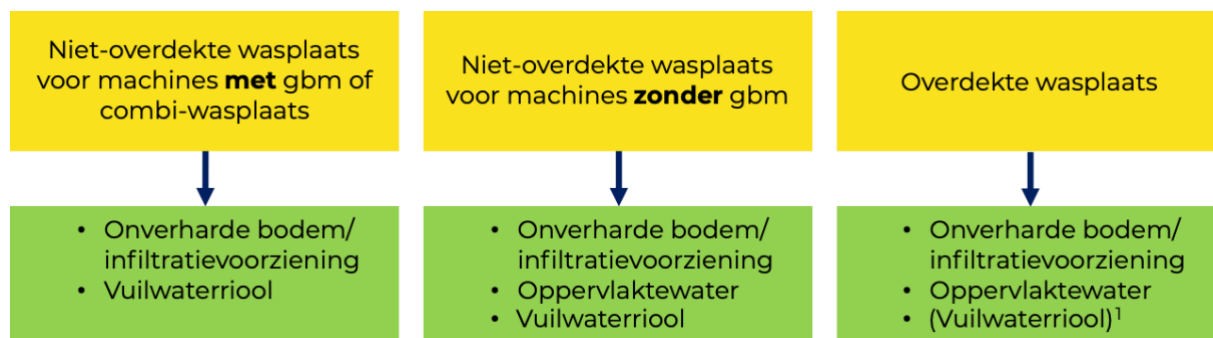 Niet-overdekte wasplaats
voor machines met gbm of
combi-wasplaats
Niet-overdekte wasplaats
voor machines zonder gbm
Overdekte wasplaats
• Onverharde bodem/
infiltratievoorziening
• Vuilwaterriool
• Onverharde bodem/
infiltratievoorziening
• Oppervlaktewater
• Vuilwaterriool
• Onverharde bodem/
infiltratievoorziening
• Oppervlaktewater
• (Vuilwaterriool)¹